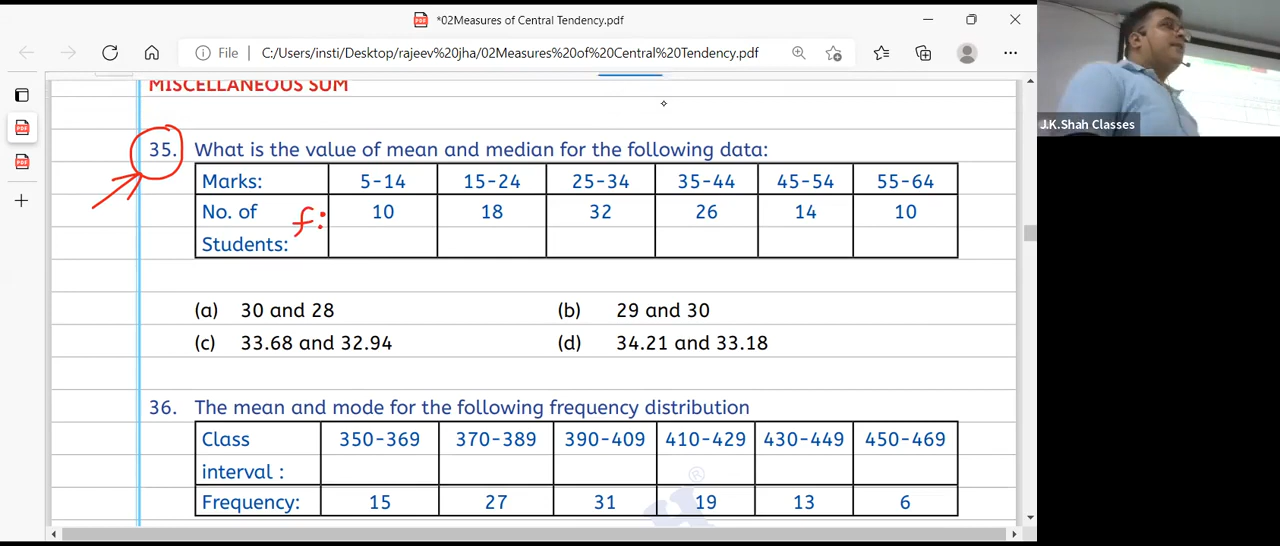 *02Measures of Central Tendency.pdf
File C:/Users/insti/Desktop/rajeev%20jha/02Measures%20of%20Central%20Tendency.pdf
J.K.Shah Classes
MISCELLANEOUS SUM
35. What is the value of mean and median for the following data:
Marks: 5-14 15-24 25-34 35-44 45-54 55-64
No. of f: 10 18 32 26 14 10
Students:
(a) 30 and 28 (b) 29 and 30
(c) 33.68 and 32.94 (d) 34.21 and 33.18
36. The mean and mode for the following frequency distribution
Class 350-369 370-389 390-409 410-429 430-449 450-469
interval :
Frequency: 15 27 31 19 13 6